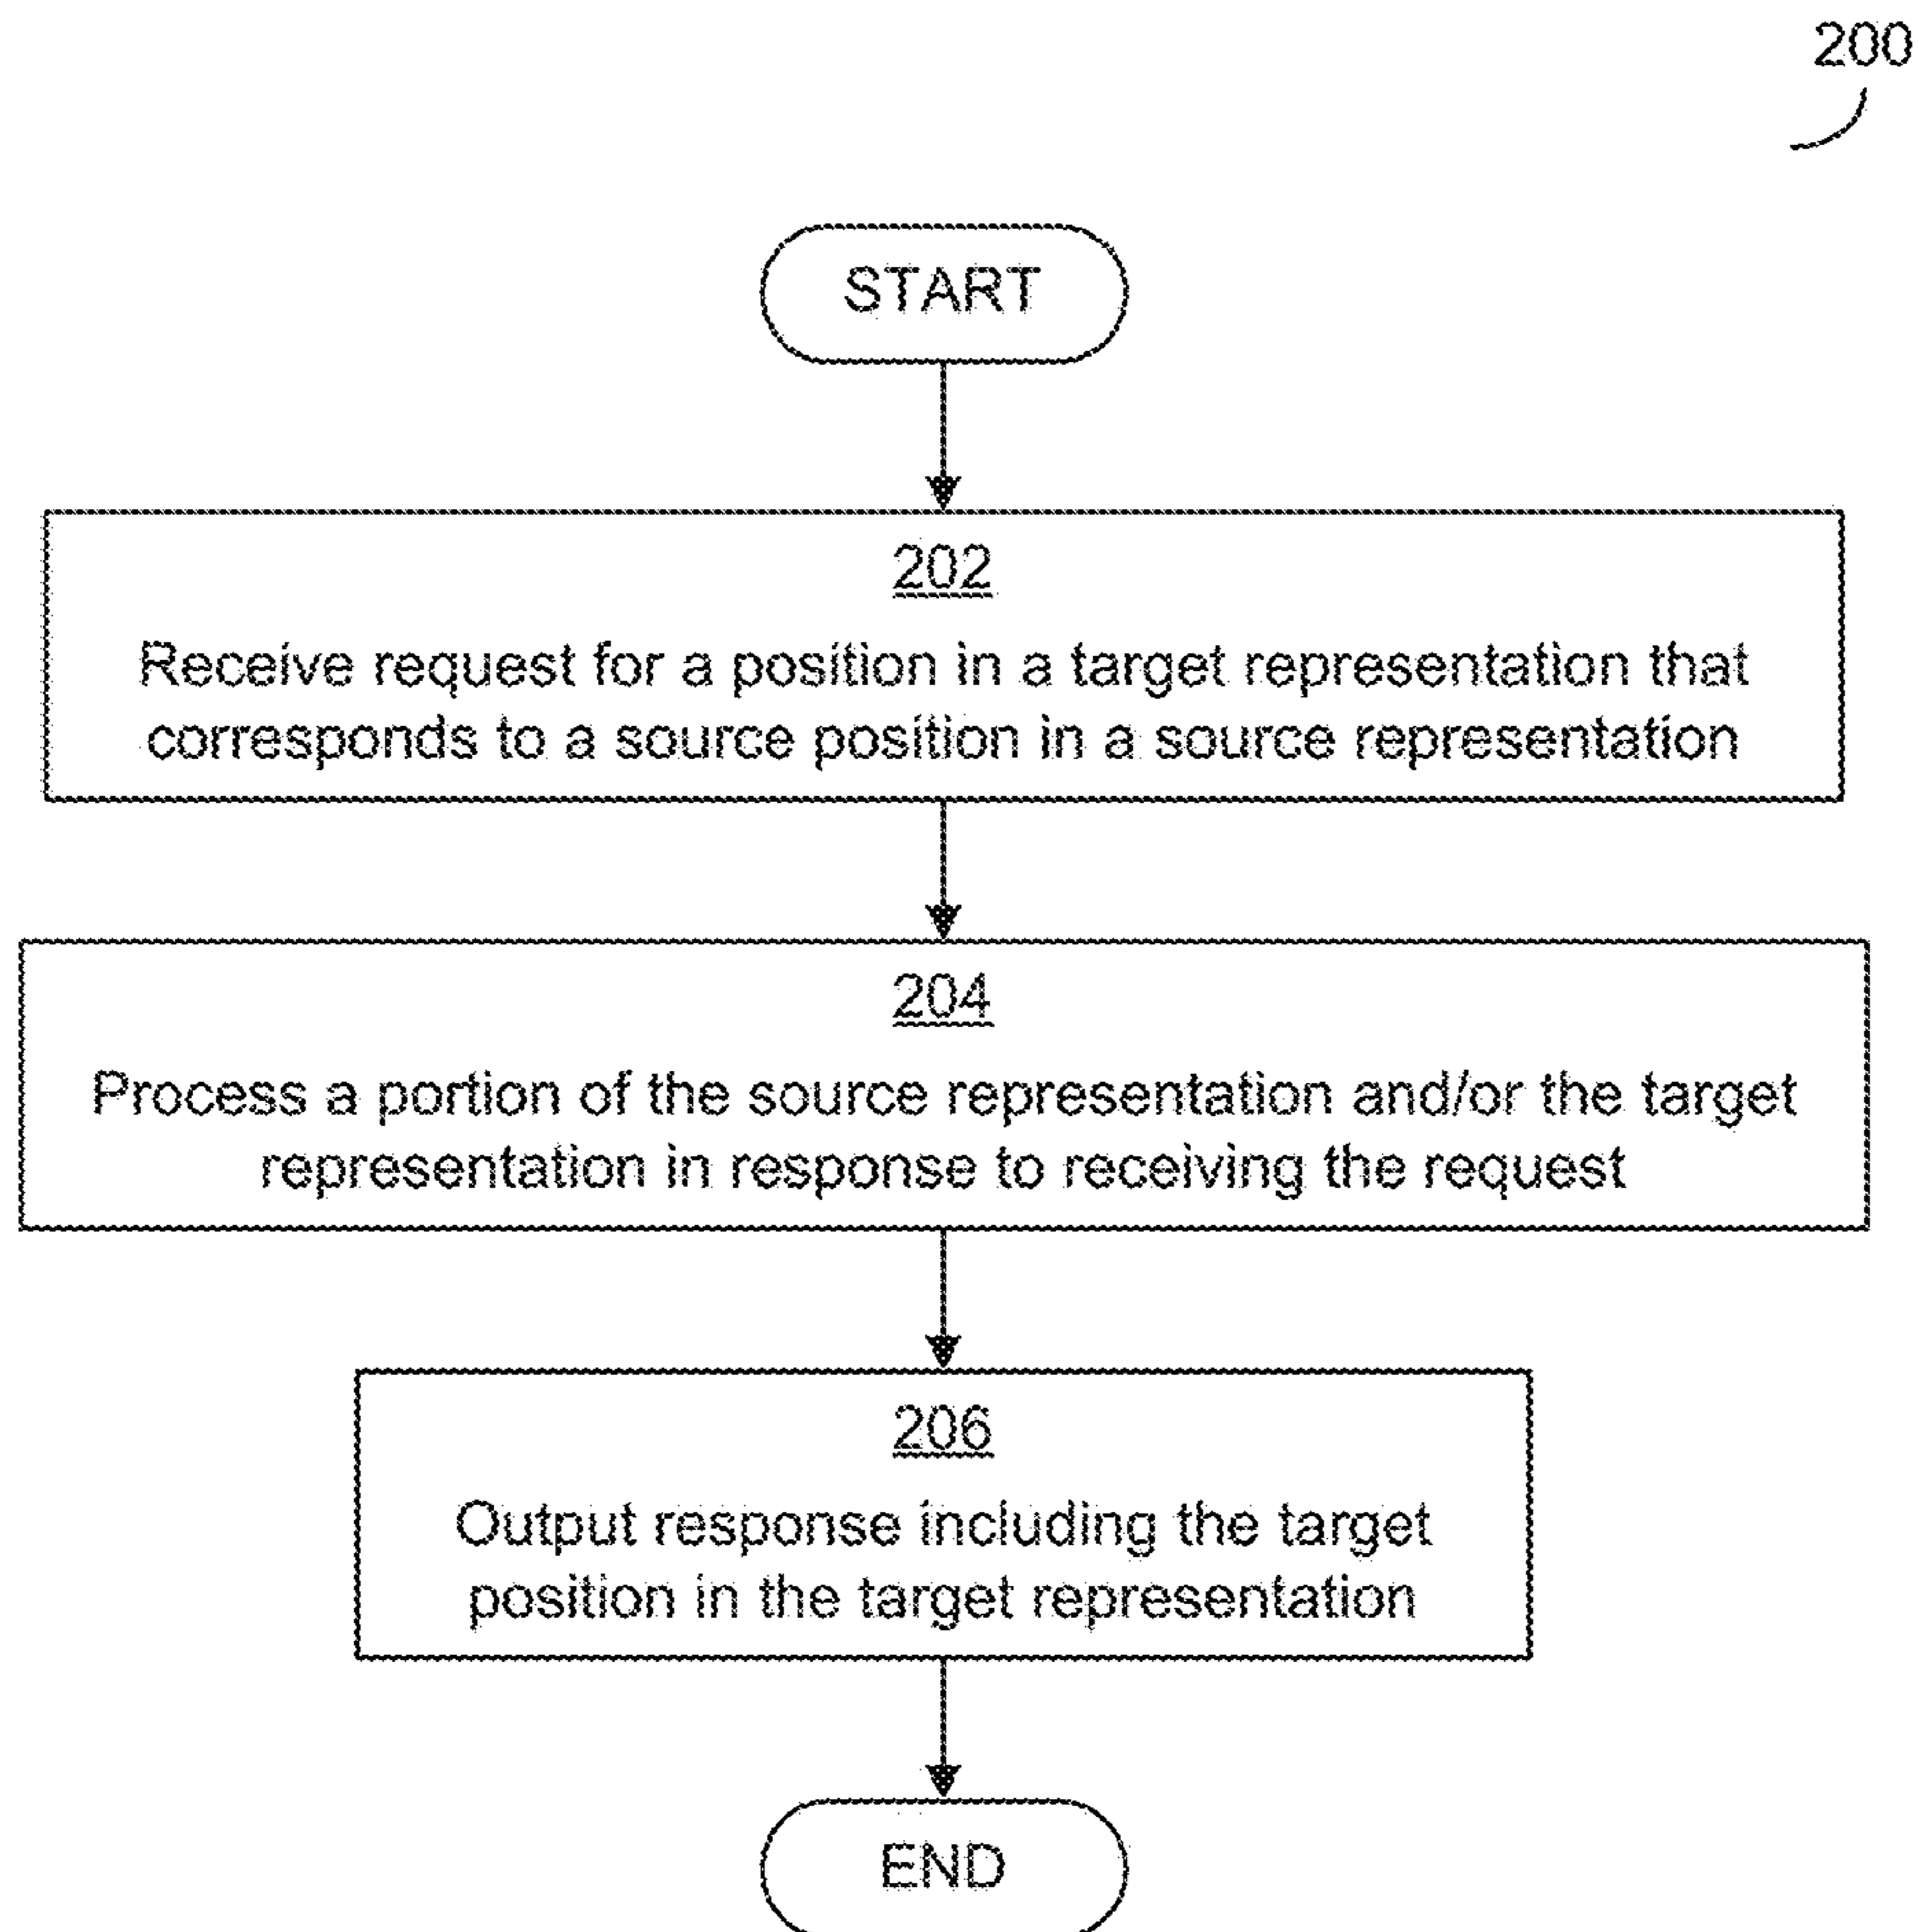 200
START
202
Receive request for a position in a target representation that
corresponds to a source position in a source representation
204
Process a portion of the source representation and/or the target
representation in response to receiving the request
206
Output response including the target
position in the target representation
END